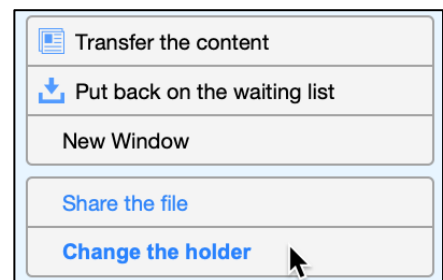 Transfer the content
Put back on the waiting list
New Window
Share the file
Change the holder